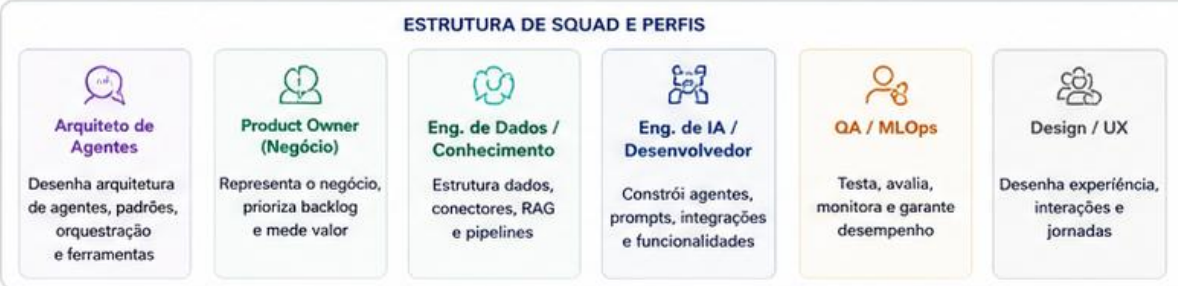 ESTRUTURA DE SQUAD E PERFIS
Arquiteto de
Agentes
Desenha arquitetura
de agentes, padrões,
orquestração
e ferramentas
Product Owner
(Negócio)
Representa o negócio,
prioriza backlog
e mede valor
Eng. de Dados /
Conhecimento
Estrutura dados,
conectores, RAG
e pipelines
Eng. de IA /
Desenvolvedor
Constrói agentes,
prompts, integrações
e funcionalidades
QA / MLOps
Testa, avalia,
monitora e garante
desempenho
Design / UX
Desenha experíéncia,
interações e
jornadas